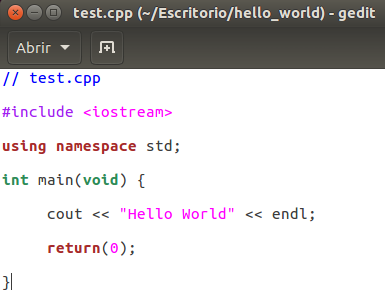 test.cpp (~/Escritorio/hello_world) - gedit
Abrir
// test.cpp
#include <iostream>
using namespace std;
int main(void) {
cout << "Hello World" << endl;
return(0);
}